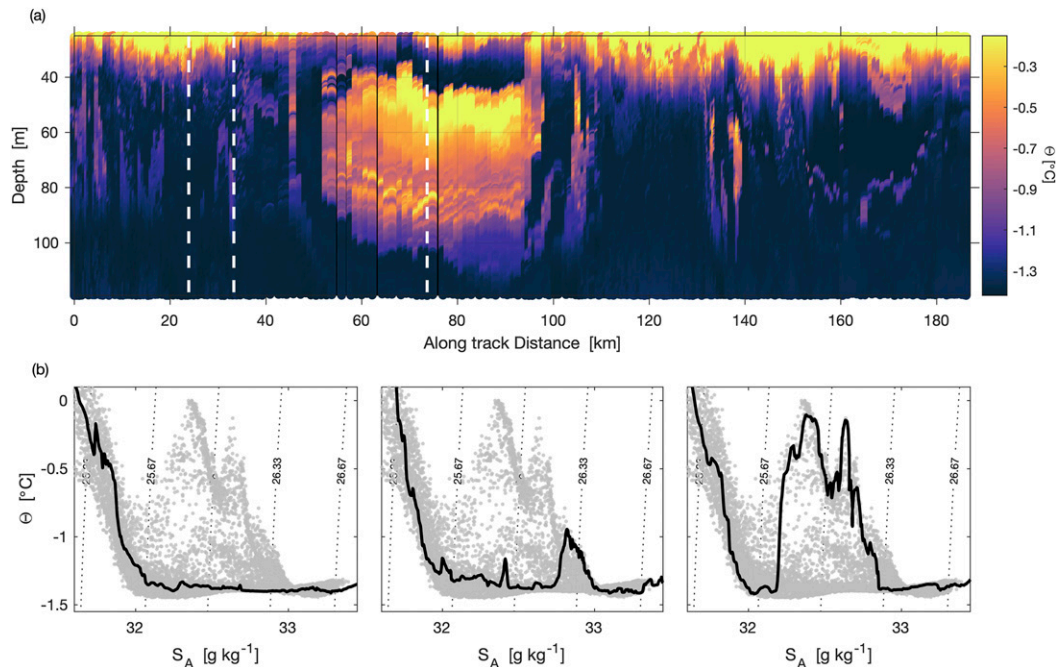 (a)
40
60
80
100
Depth [m]
0 20 40 60 80 100 120 140 160 180
Along track Distance [km]
-0.3
-0.5
-0.7
-0.9
-1.1
-1.3
Θ [°C]
(b)
0
-0.5
-1
-1.5
Θ [°C]
25.67 26.33 26.67
25.67 26.33 26.67
25.67 26.33 26.67
32 33
32 33
32 33
S_A [g kg⁻¹]
S_A [g kg⁻¹]
S_A [g kg⁻¹]